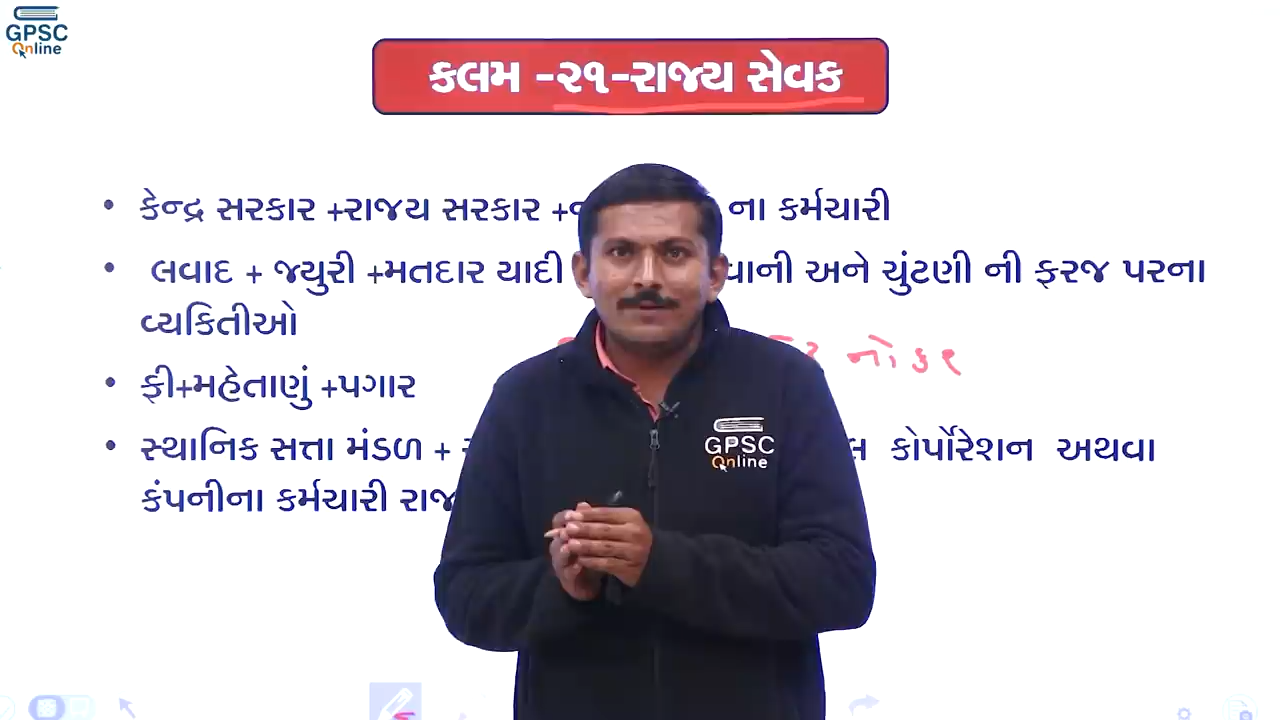 GPSC
Online
કલમ -૨૧-રાજ્ય સેવક
કેન્દ્ર સરકાર +રાજય સરકાર + ના કર્મચારી
લવાદ + જ્યુરી +મતદાર યાદી અને ચુંટણી ની ફરજ પરના
વ્યકિતીઓ
નોકર
ફી+મહેતાણું +પગાર
સ્થાનિક સત્તા મંડળ + કોર્પોરેશન અથવા
કંપનીના કર્મચારી
GPSC
Online